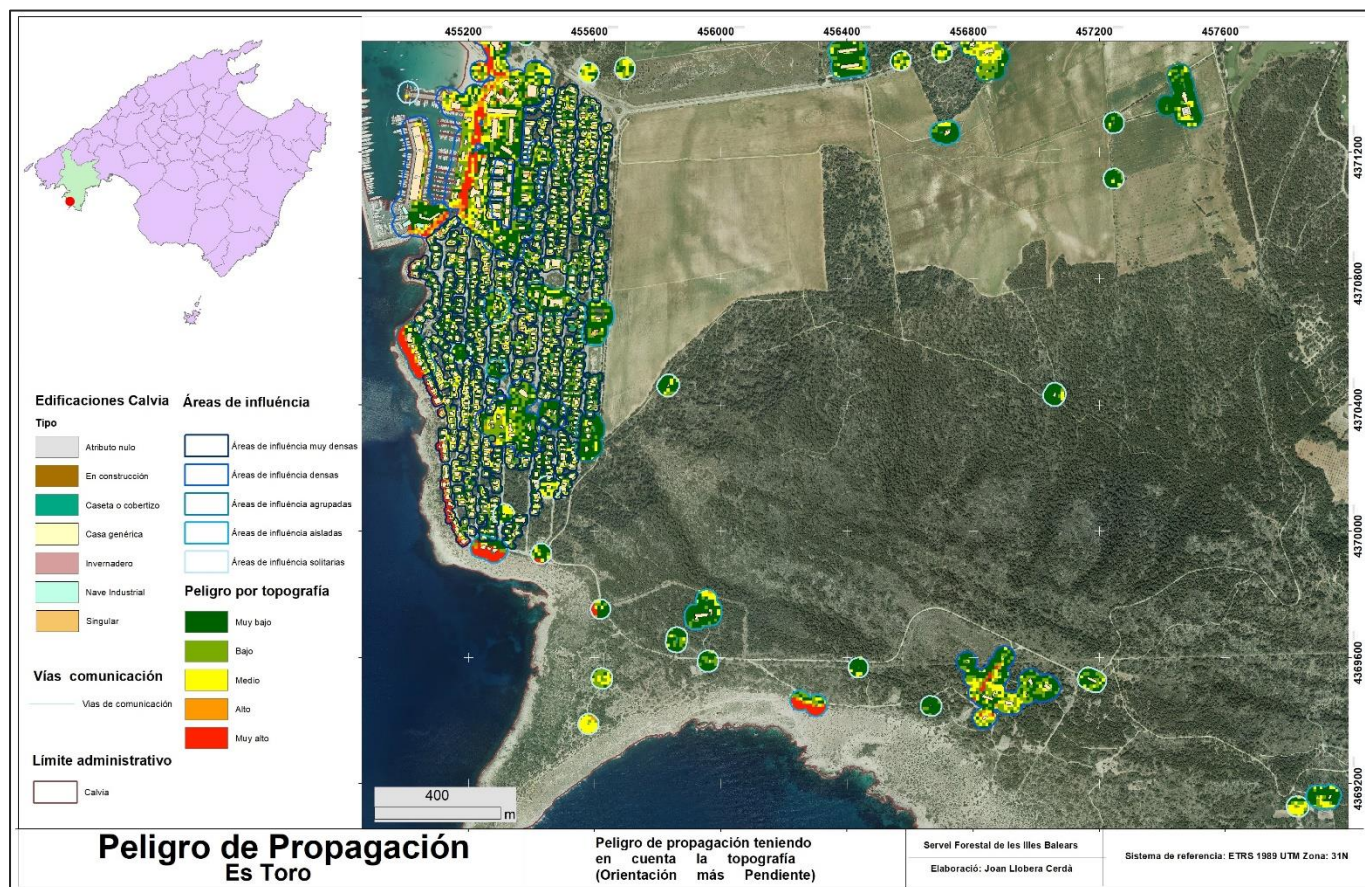 455200
455600
456000
456400
456800
457200
457600
4371200
4370800
4370400
4370000
4369600
4369200
Edificaciones Calvia
Tipo
Atributo nulo
En construcción
Caseta o cobertizo
Casa genérica
Invernadero
Nave Industrial
Singular
Vías comunicación
Vias de comunicación
Límite administrativo
Calvia
Áreas de influéncia
Áreas de influéncia muy densas
Áreas de influéncia densas
Áreas de influéncia agrupadas
Áreas de influéncia aisladas
Áreas de influéncia solitarias
Peligro por topografía
Muy bajo
Bajo
Medio
Alto
Muy alto
400
m
Peligro de Propagación
Es Toro
Peligro de propagación teniendo
en cuenta la topografía
(Orientación más Pendiente)
Servei Forestal de les Illes Balears
Elaboració: Joan Llobera Cerdà
Sistema de referencia: ETRS 1989 UTM Zona: 31N